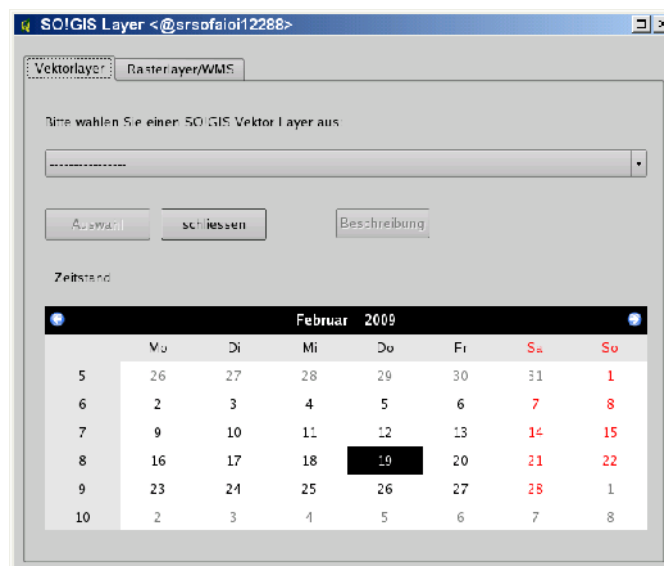 SO!GIS Layer <@srsofaioi12288>
Vektorlayer Rasterlayer/WMS
Bitte wahlen Sie einen SO!GIS Vektor Layer aus:
----------------
Auswahl schliessen Beschreibung
Zeitstand
Februar 2009
Mo Di Mi Do Fr Sa So
5 26 27 28 29 30 31 1
6 2 3 4 5 6 7 8
7 9 10 11 12 13 14 15
8 16 17 18 19 20 21 22
9 23 24 25 26 27 28 1
10 2 3 4 5 6 7 8